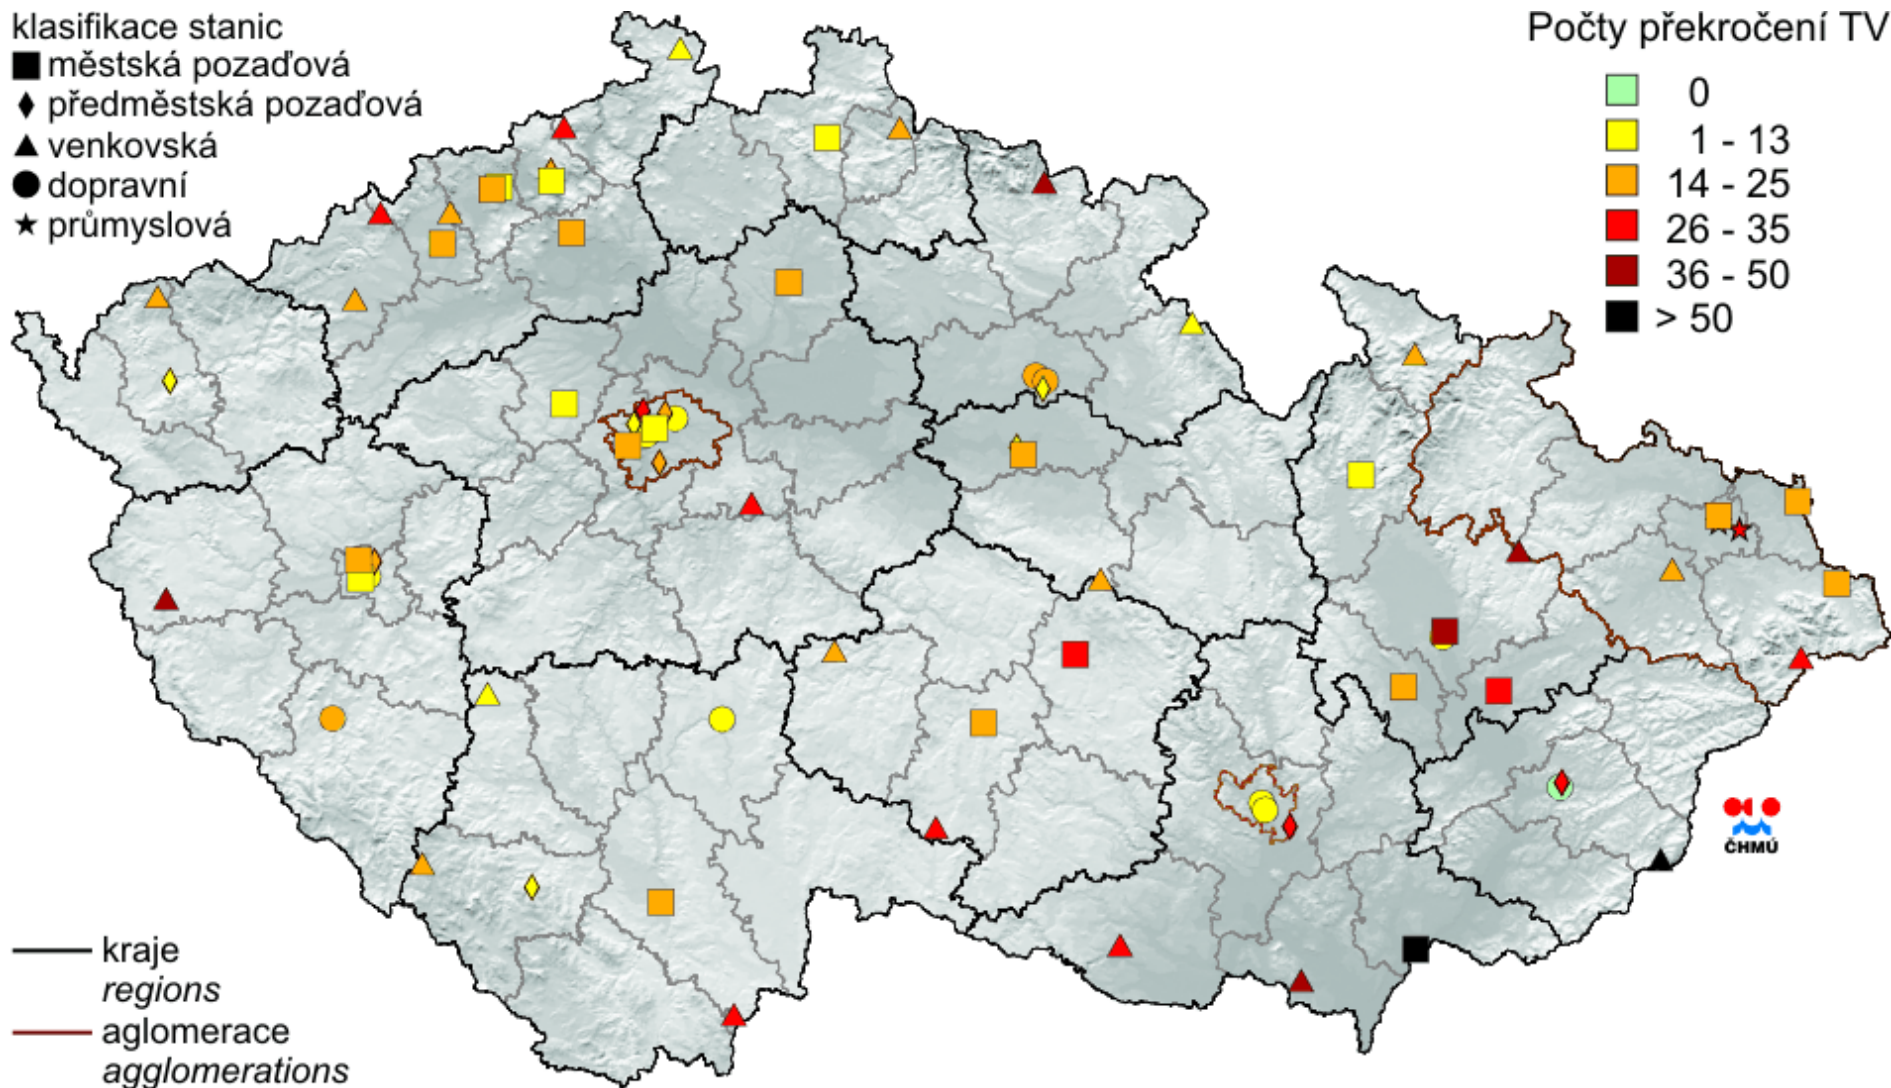 klasifikace stanic
městská pozaďová
předměstská pozaďová
venkovská
dopravní
průmyslová
Počty překročení TV
0
1 - 13
14 - 25
26 - 35
36 - 50
> 50
ČHMÚ
kraje
regions
aglomerace
agglomerations